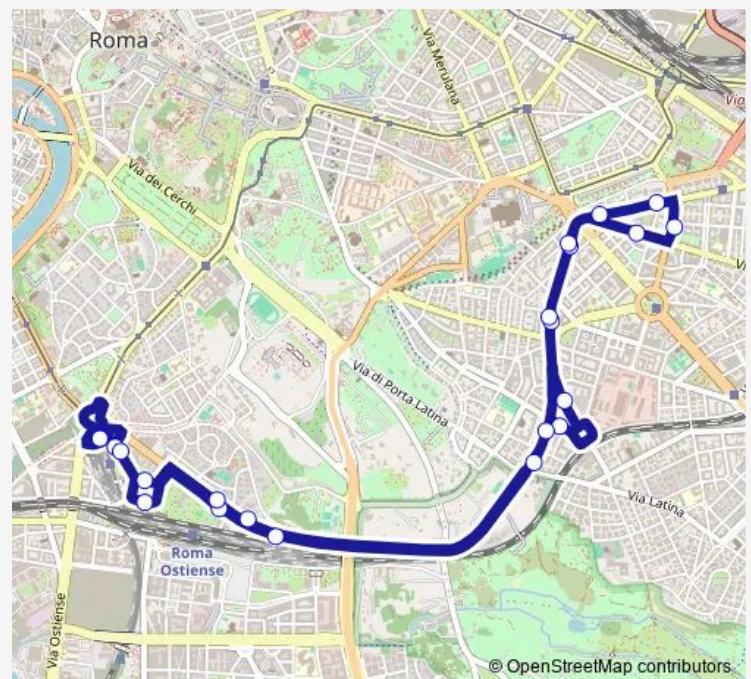 Roma
Via Merulana
Via dei Cerchi
Via di Porta Latina
Via Latina
Roma
Ostiense
Via Ostiense
© OpenStreetMap contributors